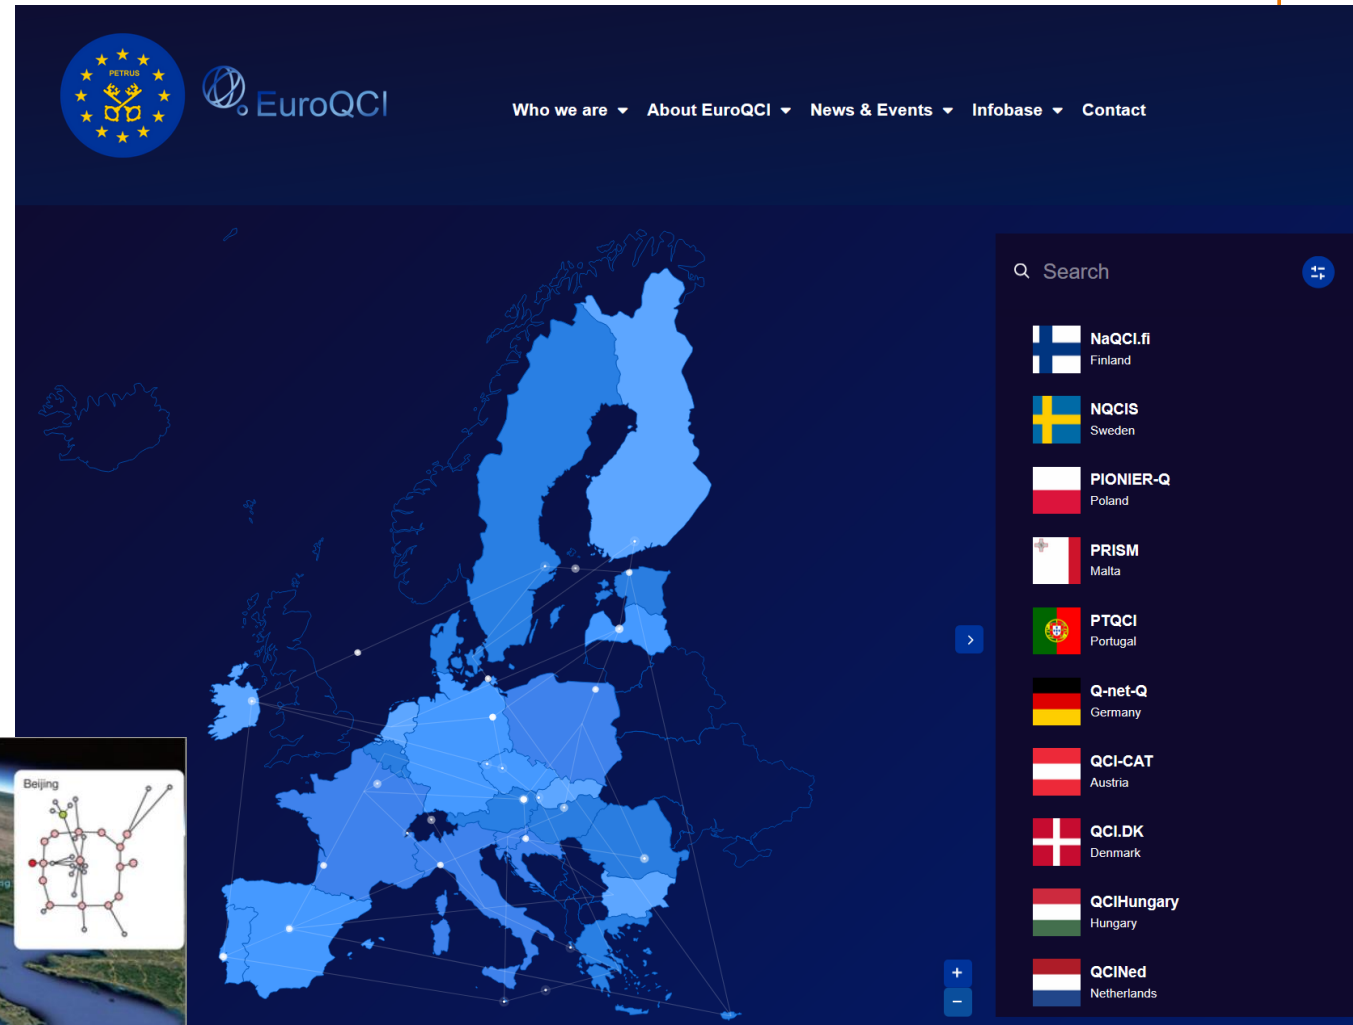 PETRUS
EuroQCI
Who we are
About EuroQCI
News & Events
Infobase
Contact
Search
NaQCI.fi
Finland
NQCIS
Sweden
PIONIER-Q
Poland
PRISM
Malta
PTQCI
Portugal
Q-net-Q
Germany
QCI-CAT
Austria
QCI.DK
Denmark
QCIHungary
Hungary
QCINed
Netherlands
Beijing